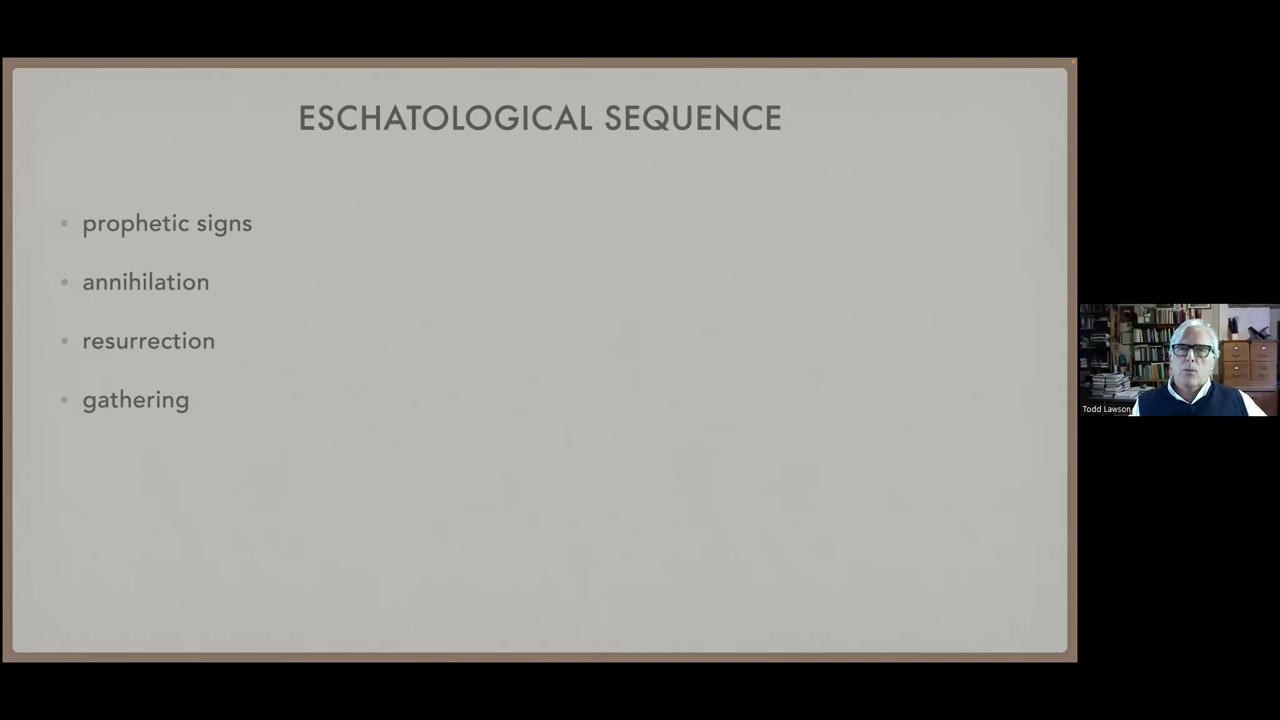 ESCHATOLOGICAL SEQUENCE
• prophetic signs
• annihilation
• resurrection
• gathering
Todd Lawson